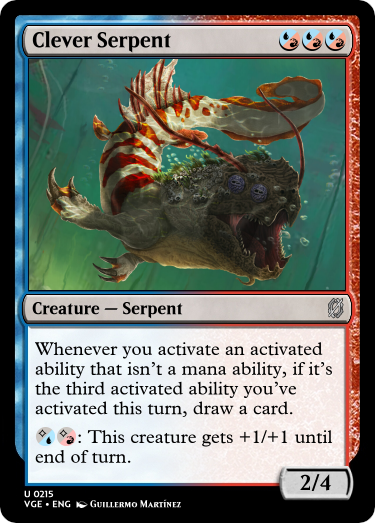 Clever Serpent
Creature — Serpent
Whenever you activate an activated
ability that isn't a mana ability, if it's
the third activated ability you've
activated this turn, draw a card.
: This creature gets +1/+1 until
end of turn.
2/4
U 0215
VGE • ENG Guillermo Martínez